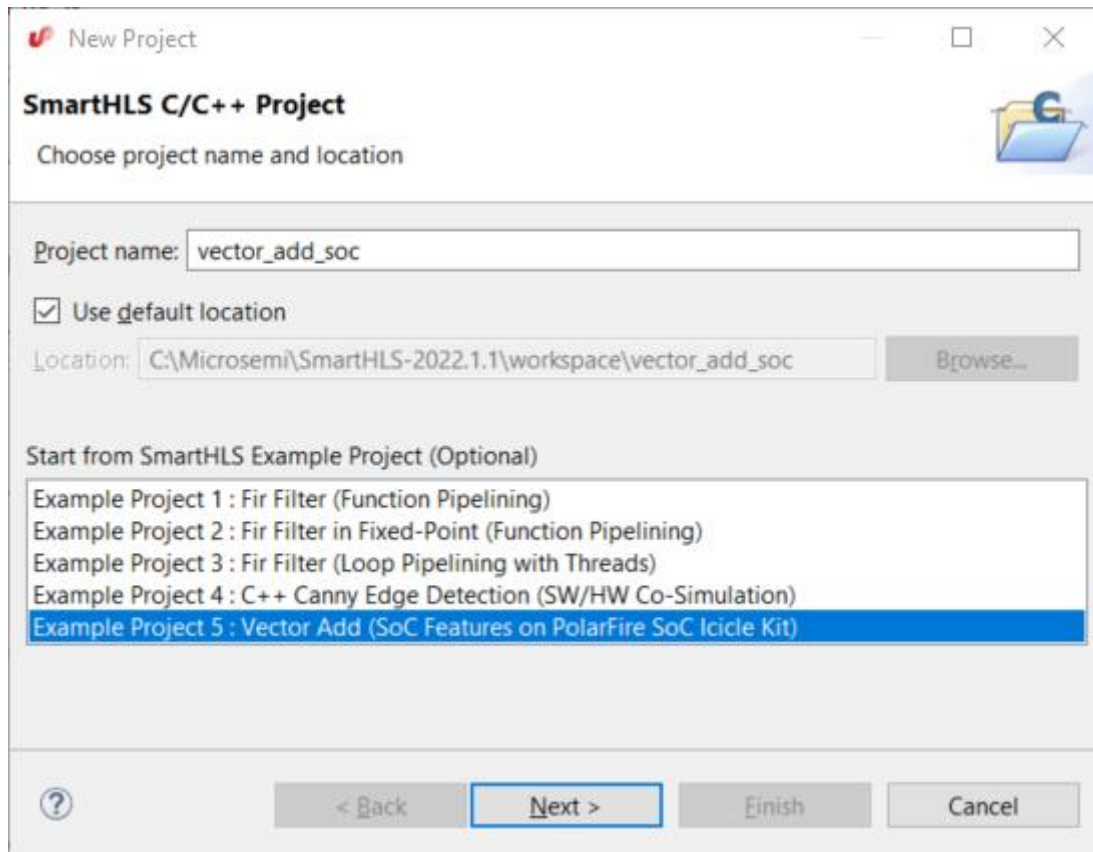 New Project
SmartHLS C/C++ Project
Choose project name and location
Project name: vector_add_soc
Use default location
Location: C:\Microsemi\SmartHLS-2022.1.1\workspace\vector_add_soc Browse...
Start from SmartHLS Example Project (Optional)
Example Project 1 : Fir Filter (Function Pipelining)
Example Project 2 : Fir Filter in Fixed-Point (Function Pipelining)
Example Project 3 : Fir Filter (Loop Pipelining with Threads)
Example Project 4 : C++ Canny Edge Detection (SW/HW Co-Simulation)
Example Project 5 : Vector Add (SoC Features on PolarFire SoC Icicle Kit)
? < Back Next > Finish Cancel